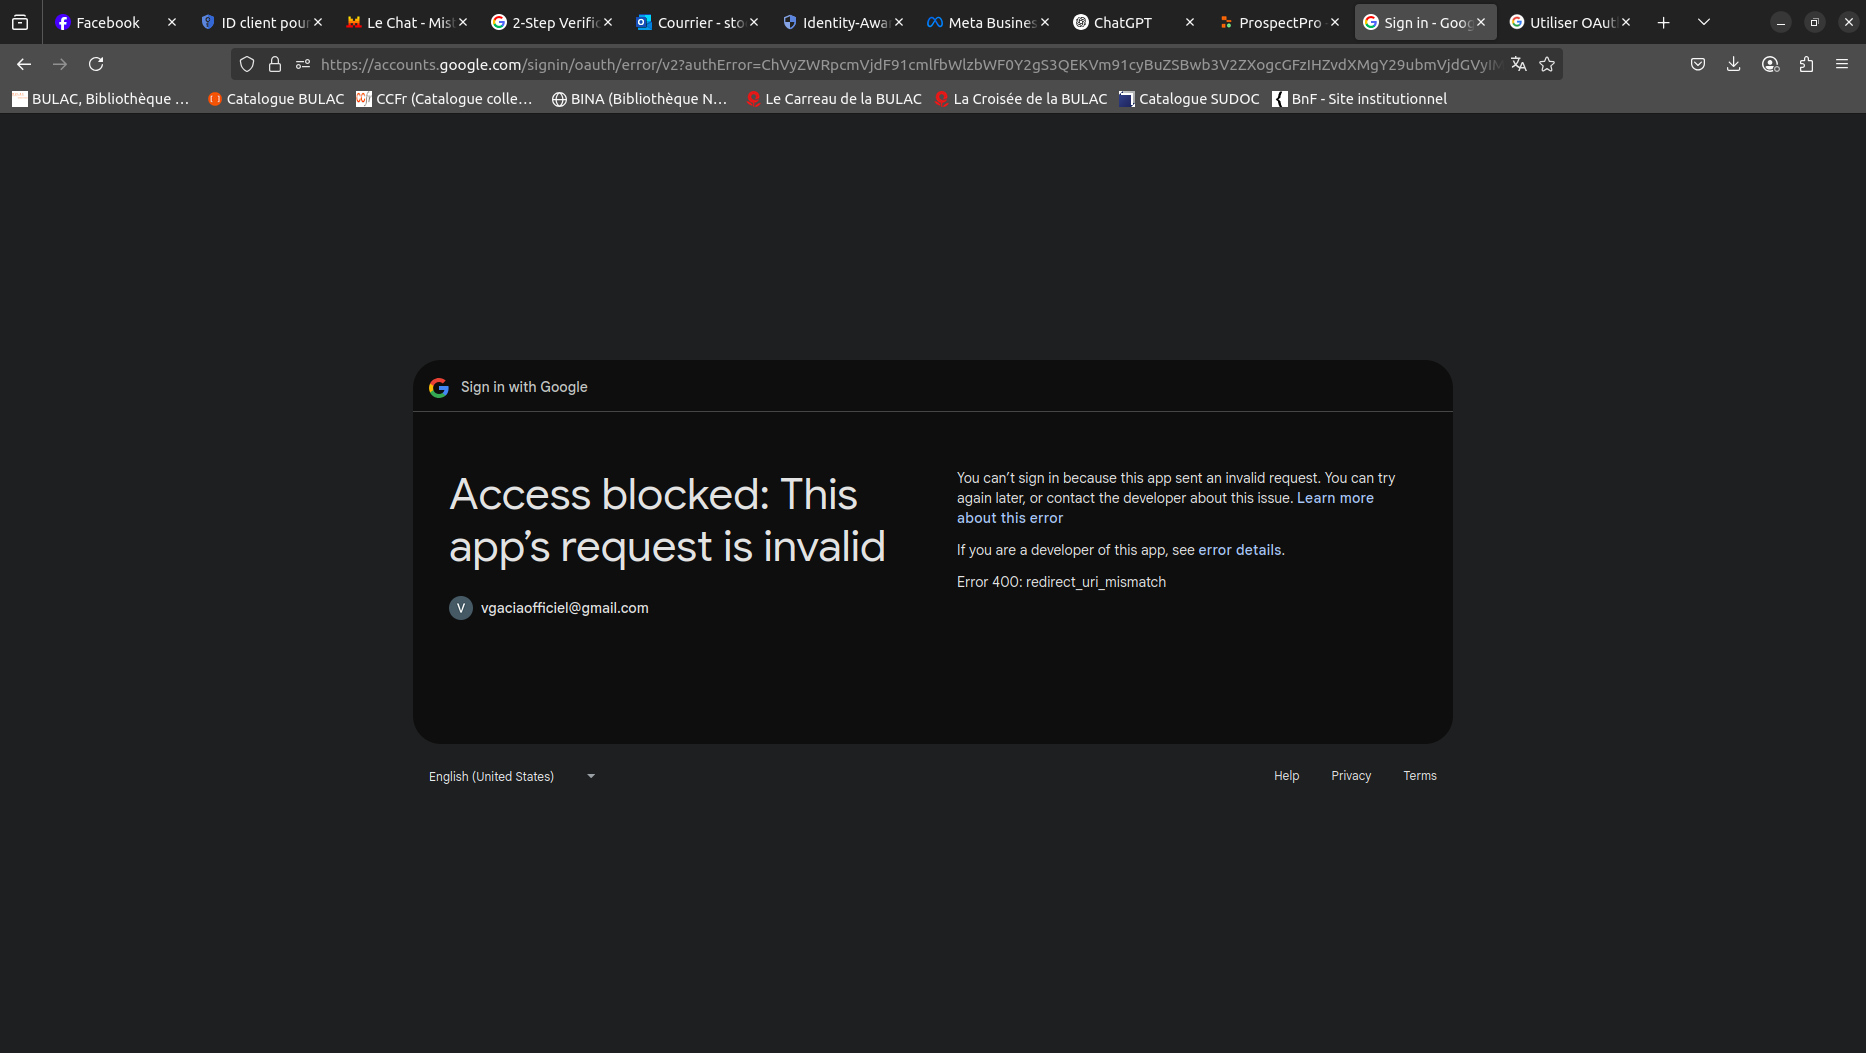 Facebook
ID client pour
Le Chat - Mist
2-Step Verific
Courrier - sto
Identity-Awar
Meta Busines
ChatGPT
ProspectPro -
Sign in - Goog
Utiliser OAut
https://accounts.google.com/signin/oauth/error/v2?authError=ChVyZWRpcmVjdF91cmlfbWlzbWF0Y2gS3QEKVm91cyBuZSBwb3V2ZXogcGFzIHZvdXMgY29ubmVjdGVyIM
BULAC, Bibliothèque ...
Catalogue BULAC
CCFr (Catalogue colle...
BINA (Bibliothèque N...
Le Carreau de la BULAC
La Croisée de la BULAC
Catalogue SUDOC
BnF - Site institutionnel
Sign in with Google
Access blocked: This
app’s request is invalid
V vgaciaofficiel@gmail.com
You can’t sign in because this app sent an invalid request. You can try
again later, or contact the developer about this issue. Learn more
about this error
If you are a developer of this app, see error details.
Error 400: redirect_uri_mismatch
English (United States)
Help Privacy Terms